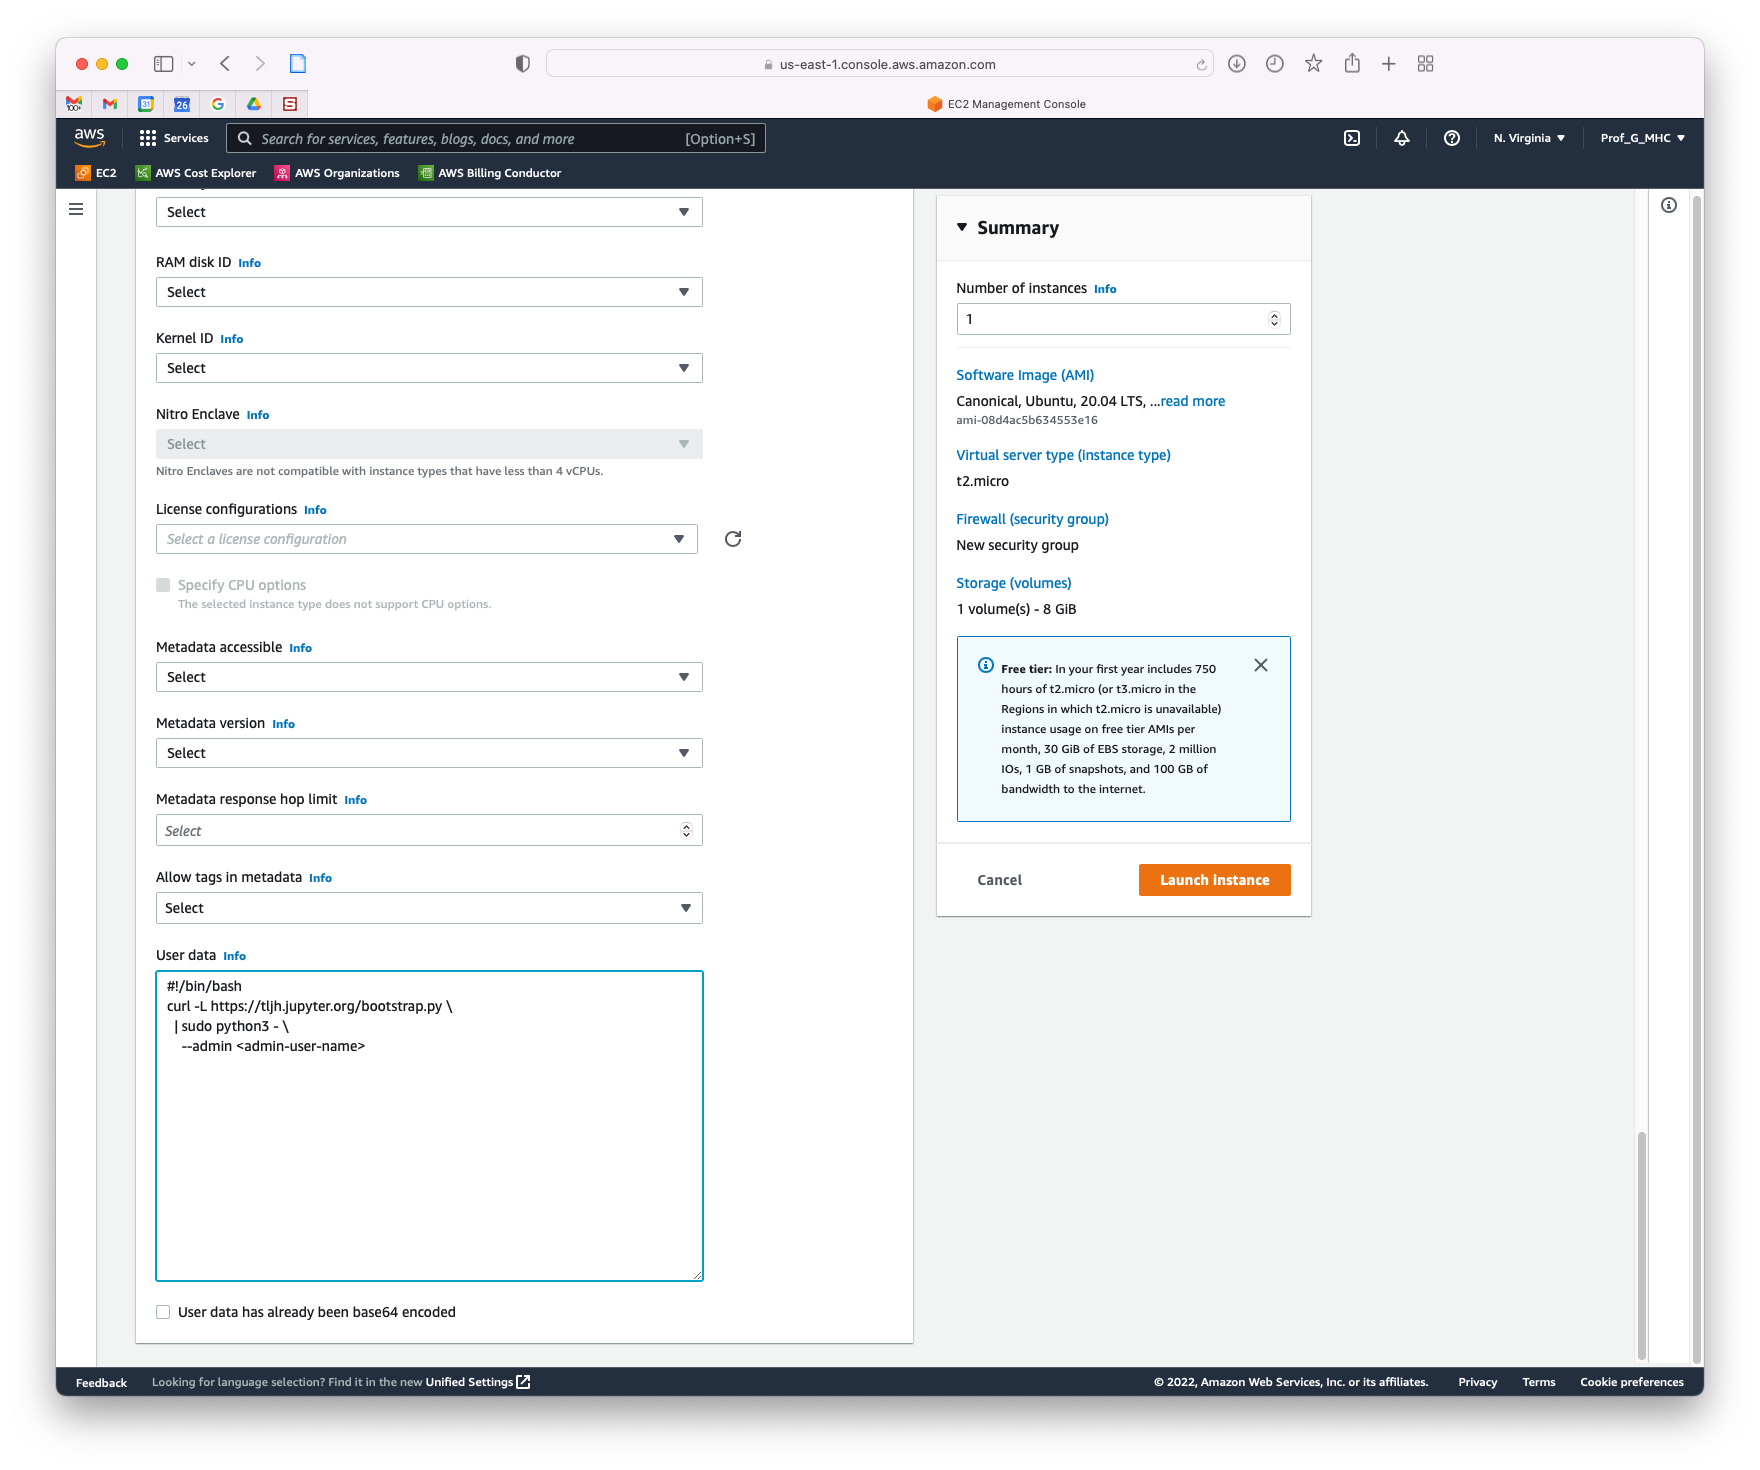 us-east-1.console.aws.amazon.com
100+
31
26
EC2 Management Console
aws
Services
Search for services, features, blogs, docs, and more
[Option+S]
N. Virginia
Prof_G_MHC
EC2
AWS Cost Explorer
AWS Organizations
AWS Billing Conductor
Select
RAM disk ID Info
Select
Kernel ID Info
Select
Nitro Enclave Info
Select
Nitro Enclaves are not compatible with instance types that have less than 4 vCPUs.
License configurations Info
Select a license configuration
Specify CPU options
The selected instance type does not support CPU options.
Metadata accessible Info
Select
Metadata version Info
Select
Metadata response hop limit Info
Select
Allow tags in metadata Info
Select
User data Info
#!/bin/bash
curl -L https://tljh.jupyter.org/bootstrap.py \
| sudo python3 - \
--admin <admin-user-name>
User data has already been base64 encoded
Summary
Number of instances Info
1
Software Image (AMI)
Canonical, Ubuntu, 20.04 LTS, ...read more
ami-08d4ac5b634553e16
Virtual server type (instance type)
t2.micro
Firewall (security group)
New security group
Storage (volumes)
1 volume(s) - 8 GiB
Free tier: In your first year includes 750
hours of t2.micro (or t3.micro in the
Regions in which t2.micro is unavailable)
instance usage on free tier AMIs per
month, 30 GiB of EBS storage, 2 million
IOs, 1 GB of snapshots, and 100 GB of
bandwidth to the internet.
Cancel
Launch instance
Feedback
Looking for language selection? Find it in the new Unified Settings
© 2022, Amazon Web Services, Inc. or its affiliates.
Privacy
Terms
Cookie preferences